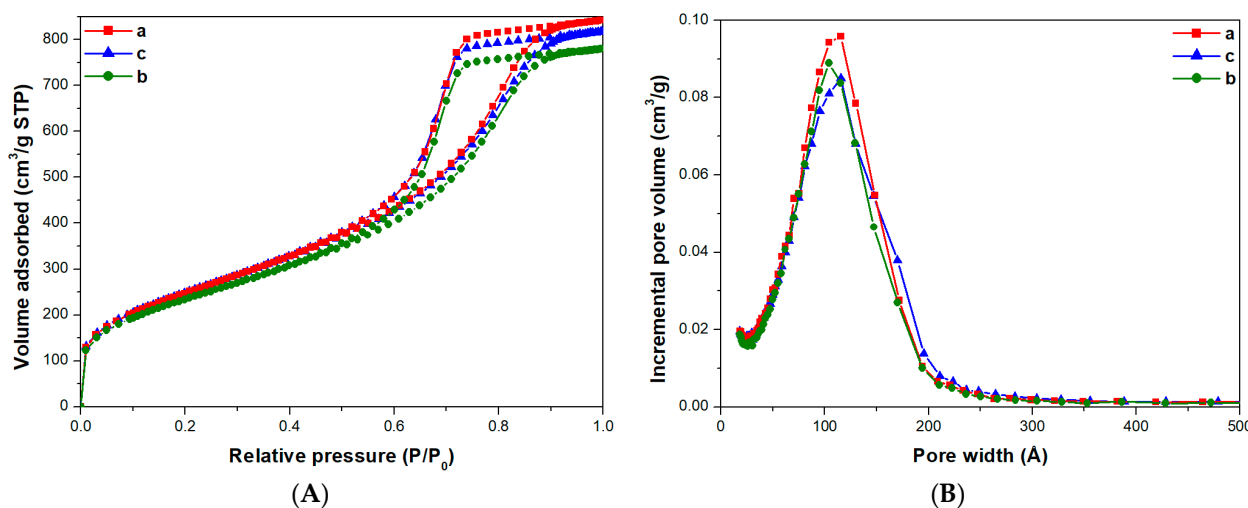 a
c
b
Volume adsorbed (cm³/g STP)
800
700
600
500
400
300
200
100
0
0.0 0.2 0.4 0.6 0.8 1.0
Relative pressure (P/P₀)
(A)
a
c
b
Incremental pore volume (cm³/g)
0.10
0.08
0.06
0.04
0.02
0.00
0 100 200 300 400 500
Pore width (Å)
(B)